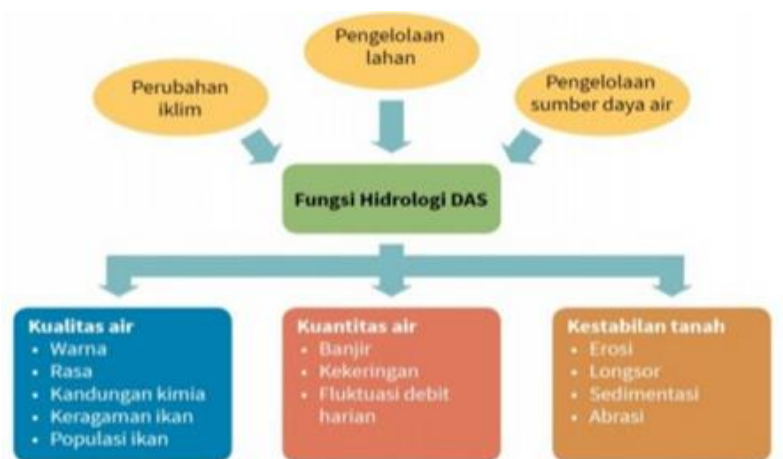 Pengelolaan
lahan
Perubahan
iklim
Pengelolaan
sumber daya air
Fungsi Hidrologi DAS
Kualitas air
• Warna
• Rasa
• Kandungan kimia
• Keragaman ikan
• Populasi ikan
Kuantitas air
• Banjir
• Kekeringan
• Fluktuasi debit
harian
Kestabilan tanah
• Erosi
• Longsor
• Sedimentasi
• Abrasi